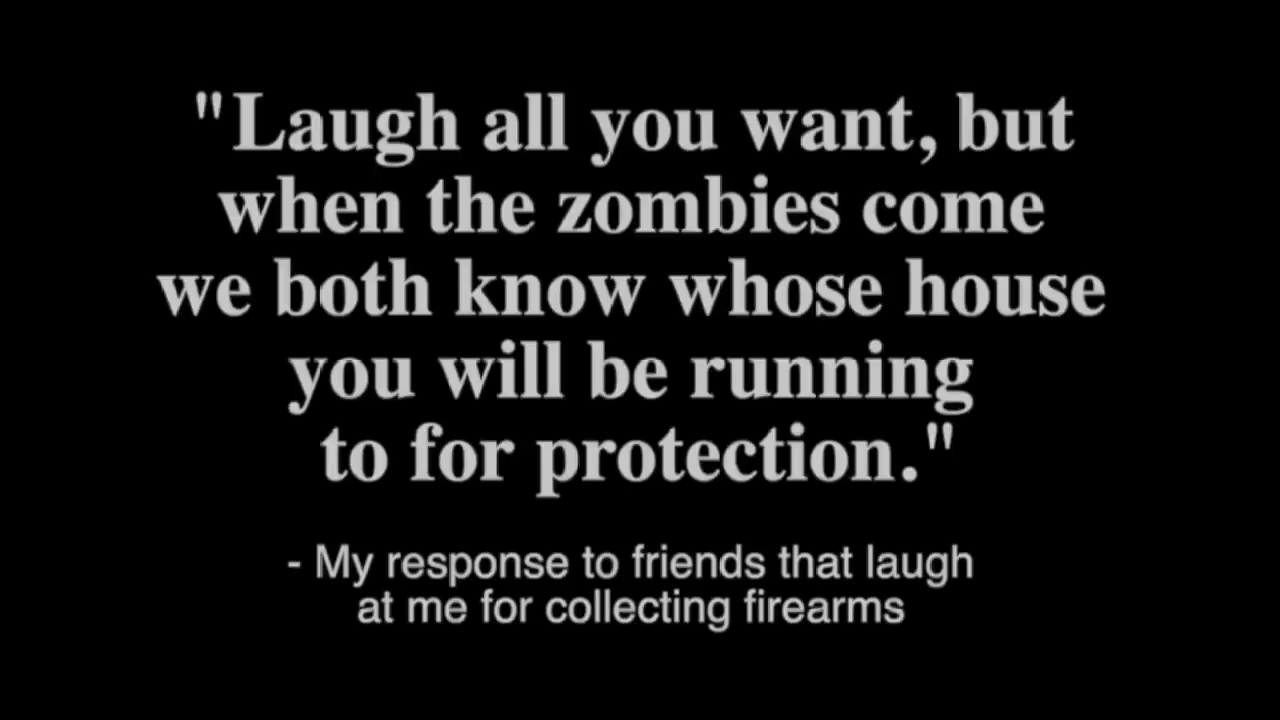 "Laugh all you want, but
when the zombies come
we both know whose house
you will be running
to for protection."
- My response to friends that laugh
at me for collecting firearms